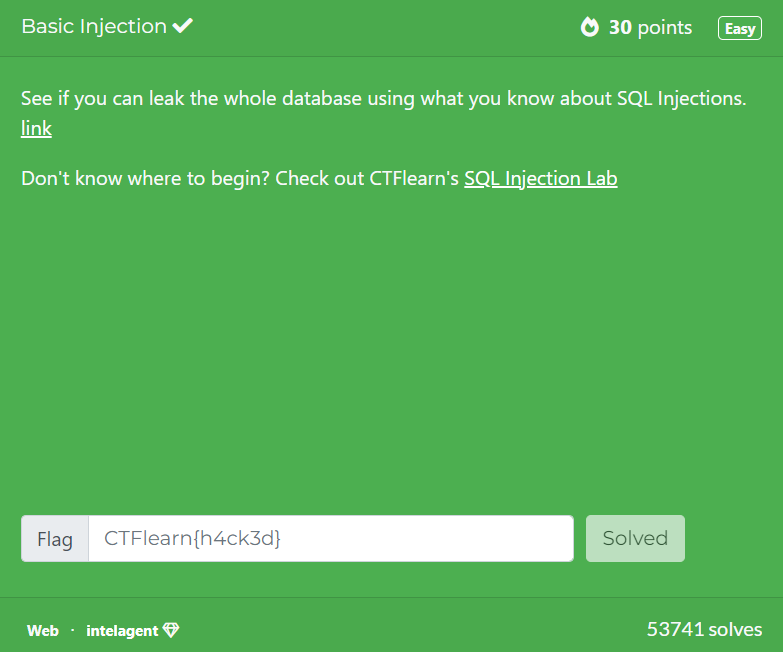 Basic Injection
30 points Easy
See if you can leak the whole database using what you know about SQL Injections.
link
Don't know where to begin? Check out CTFlearn's SQL Injection Lab
Flag CTFlearn{h4ck3d} Solved
Web · intelagent 53741 solves